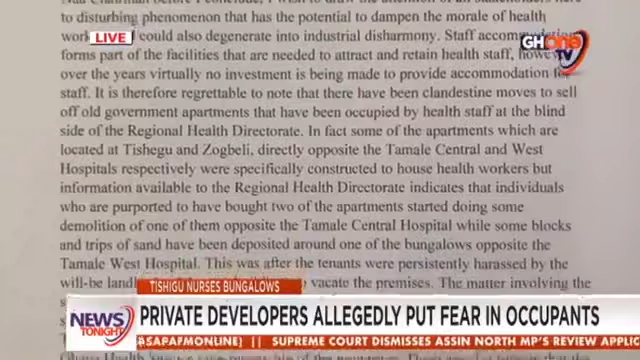 to disturbing phenomenon that has the potential to dampen the morale of health
LIVE
could also degenerate into industrial disharmony. Staff
GHOne
TV
forms part of the facilities that are needed to attract and retain health staff,
over the years virtually no investment is being made to provide accommodation for
staff. It is therefore regrettable to note that there have been clandestine moves to sell
off old government apartments that have been occupied by health staff at the blind
side of the Regional Health Directorate. In fact some of the apartments which are
located at Tishegu and Zogbeli, directly opposite the Tamale Central and West
Hospitals respectively were specifically constructed to house health workers but
information available to the Regional Health Directorate indicates that individuals
who are purported to have bought two of the apartments started doing some
demolition of one of them opposite the Tamale Central Hospital while some blocks
and trips of sand have been deposited around one of the bungalows opposite the
Tamale West Hospital. This was after the tenants were persistently harassed by the
will-be
vacate the premises. The matter involving the
TISHIGU NURSES BUNGALOWS
NEWS
TONIGHT
PRIVATE DEVELOPERS ALLEGEDLY PUT FEAR IN OCCUPANTS
#SAFAFMONLINE) || SUPREME COURT DISMISSES ASSIN NORTH MP'S REVIEW APPLIC